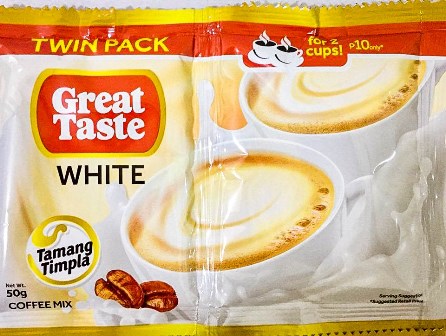 TWIN PACK
for 2
cups!
P10only*
Great
Taste
WHITE
Tamang
Timpla
Net Wt.
50g
COFFEE MIX
Serving Suggestion
*Suggested Retail Price